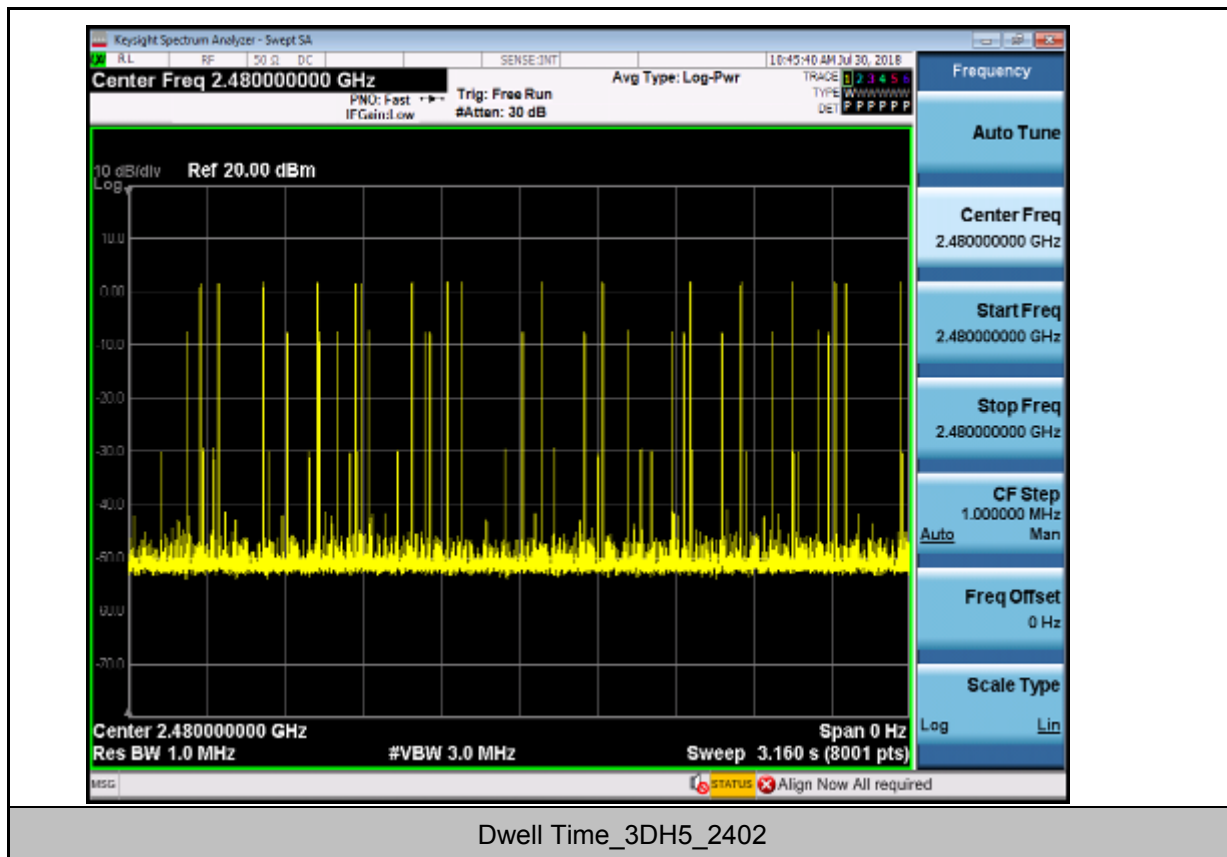 Keysight Spectrum Analyzer - Swept SA
RL RF 50 Ω DC SENSE:INT 10:45:40 AM Jul 30, 2018
Center Freq 2.480000000 GHz
PNO: Fast
IFGain:Low
Trig: Free Run
#Atten: 30 dB
Avg Type: Log-Pwr
TRACE 1 2 3 4 5 6
TYPE WWWWWW
DET P P P P P P
10 dB/div
Log
Ref 20.00 dBm
10.0
0.00
-10.0
-20.0
-30.0
-40.0
-50.0
-60.0
-70.0
Center 2.480000000 GHz
Span 0 Hz
Res BW 1.0 MHz
#VBW 3.0 MHz
Sweep 3.160 s (8001 pts)
MSG
STATUS
Align Now All required
Frequency
Auto Tune
Center Freq
2.480000000 GHz
Start Freq
2.480000000 GHz
Stop Freq
2.480000000 GHz
CF Step
1.000000 MHz
Auto Man
Freq Offset
0 Hz
Scale Type
Log Lin
Dwell Time_3DH5_2402